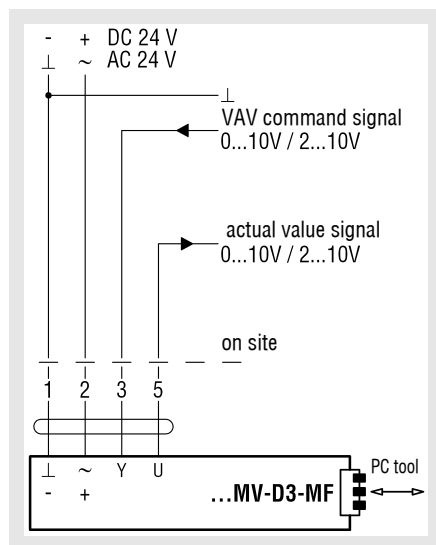 - + DC 24 V
⊥ ~ AC 24 V
⊥
VAV command signal
0...10V / 2...10V
actual value signal
0...10V / 2...10V
on site
1 2 3 5
⊥ ~ Y U
- +
...MV-D3-MF
PC tool